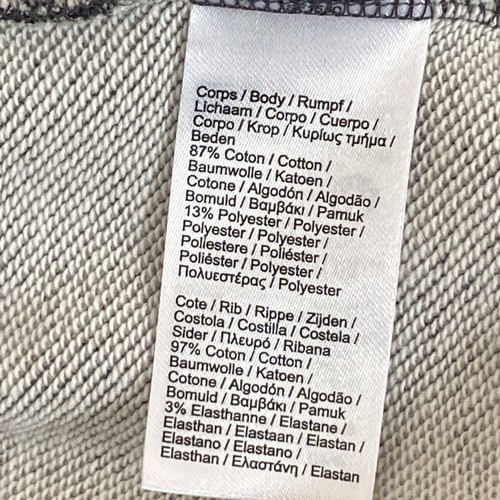 Corps / Body / Rumpf /
Lichaam / Corpo / Cuerpo /
Corpo / Krop / Κυρίως τμήμα /
Beden
87% Coton / Cotton /
Baumwolle / Katoen /
Cotone / Algodón / Algodão /
Bomuld / Βαμβάκι / Pamuk
13% Polyester / Polyester /
Polyester / Polyester /
Poliestere / Poliéster /
Poliéster / Polyester /
Πολυεστέρας / Polyester
Cote / Rib / Rippe / Zijden /
Costola / Costilla / Costela /
Sider / Πλευρό / Ribana
97% Coton / Cotton /
Baumwolle / Katoen /
Cotone / Algodón / Algodão /
Bomuld / Βαμβάκι / Pamuk
3% Elasthanne / Elastane /
Elasthan / Elastaan / Elastan /
Elastano / Elastano /
Elasthan / Ελαστάνη / Elastan